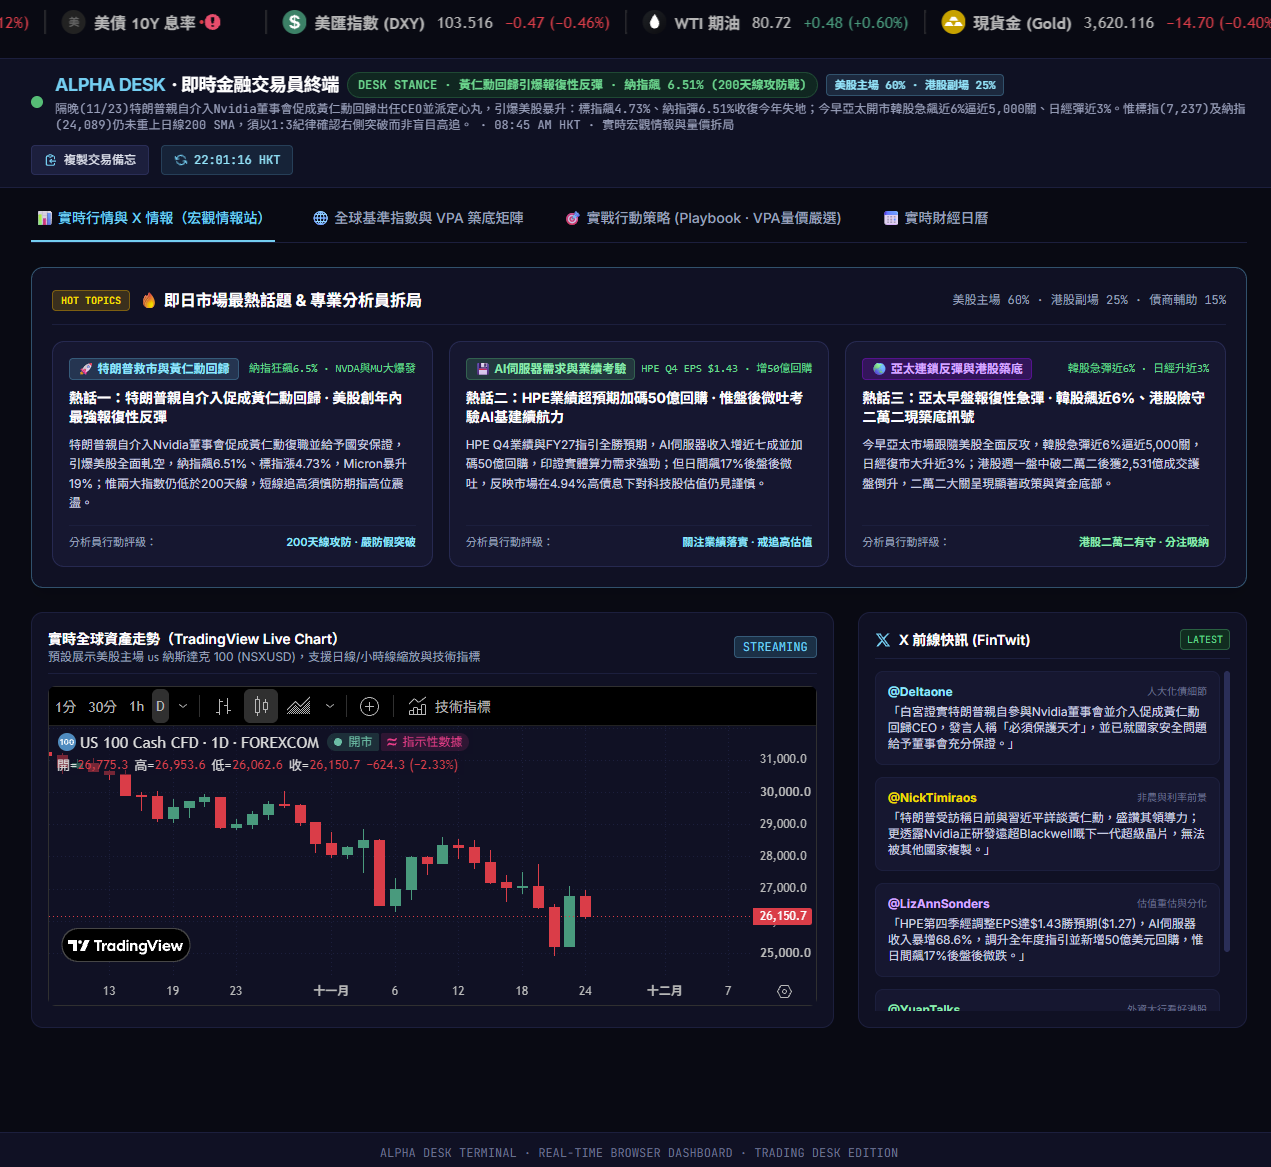 12%)
美 美債 10Y 息率
$ 美匯指數 (DXY) 103.516 −0.47 (−0.46%)
WTI 期油 80.72 +0.48 (+0.60%)
現貨金 (Gold) 3,620.116 −14.70 (−0.40%
ALPHA DESK · 即時金融交易員終端
DESK STANCE · 黃仁勳回歸引爆報復性反彈 · 納指飆 6.51% (200天線攻防戰)
美股主場 60% · 港股副場 25%
隔晚(11/23)特朗普親自介入Nvidia董事會促成黃仁勳回歸出任CEO並派定心丸，引爆美股暴升：標指飆4.73%、納指彈6.51%收復今年失地；今早亞太開市韓股急飆近6%逼近5,000關、日經彈近3%。惟標指(7,237)及納指
(24,089)仍未重上日線200 SMA，須以1:3紀律確認右側突破而非盲目高追。 · 08:45 AM HKT · 實時宏觀情報與量價拆局
複製交易備忘
22:01:16 HKT
實時行情與 X 情報（宏觀情報站）
全球基準指數與 VPA 築底矩陣
實戰行動策略 (Playbook · VPA量價嚴選)
實時財經日曆
HOT TOPICS
即日市場最熱話題 & 專業分析員拆局
美股主場 60% · 港股副場 25% · 債商輔助 15%
特朗普救市與黃仁勳回歸
納指狂飆6.5% · NVDA與MU大爆發
熱話一：特朗普親自介入促成黃仁勳回歸 · 美股創年內
最強報復性反彈
特朗普親自介入Nvidia董事會促成黃仁勳復職並給予國安保證，
引爆美股全面軋空，納指飆6.51%、標指漲4.73%，Micron暴升
19%；惟兩大指數仍低於200天線，短線追高須慎防期指高位震
盪。
分析員行動評級：
200天線攻防 · 嚴防假突破
AI伺服器需求與業績考驗
HPE Q4 EPS $1.43 · 增50億回購
熱話二：HPE業績超預期加碼50億回購 · 惟盤後微吐考
驗AI基建續航力
HPE Q4業績與FY27指引全勝預期，AI伺服器收入增近七成並加
碼50億回購，印證實體算力需求強勁；但日間飆17%後盤後微
吐，反映市場在4.94%高債息下對科技股估值仍見謹慎。
分析員行動評級：
關注業績落實 · 戒追高估值
亞太連鎖反彈與港股築底
韓股急彈近6% · 日經升近3%
熱話三：亞太早盤報復性急彈 · 韓股飆近6%、港股險守
二萬二現築底訊號
今早亞太市場跟隨美股全面反攻，韓股急彈近6%逼近5,000關，
日經復市大升近3%；港股週一盤中破二萬二後獲2,531億成交護
盤倒升，二萬二大關呈現顯著政策與資金底部。
分析員行動評級：
港股二萬二有守 · 分注吸納
實時全球資產走勢（TradingView Live Chart）
預設展示美股主場 us 納斯達克 100 (NSXUSD)，支援日線/小時線縮放與技術指標
STREAMING
1分 30分 1h D
技術指標
100 US 100 Cash CFD · 1D · FOREXCOM 開市 指示性數據
開=26,775.3 高=26,953.6 低=26,062.6 收=26,150.7 −624.3 (−2.33%)
31,000.0
30,000.0
29,000.0
28,000.0
27,000.0
26,150.7
25,000.0
TradingView
13 19 23 十一月 6 12 18 24 十二月 7
X 前線快訊 (FinTwit)
LATEST
@Deltaone
人大化債細節
「白宮證實特朗普親自參與Nvidia董事會並介入促成黃仁勳
回歸CEO，發言人稱「必須保護天才」，並已就國家安全問題
給予董事會充分保證。」
@NickTimiraos
非農與利率前景
「特朗普受訪稱日前與習近平詳談黃仁勳，盛讚其領導力；
更透露Nvidia正研發遠超Blackwell嘅下一代超級晶片，無法
被其他國家複製。」
@LizAnnSonders
估值重估與分化
「HPE第四季經調整EPS達$1.43勝預期($1.27)，AI伺服器
收入暴增68.6%，調升全年度指引並新增50億美元回購，惟
日間飆17%後盤後微跌。」
@YuanTalks
外資大行看好港股
ALPHA DESK TERMINAL · REAL-TIME BROWSER DASHBOARD · TRADING DESK EDITION